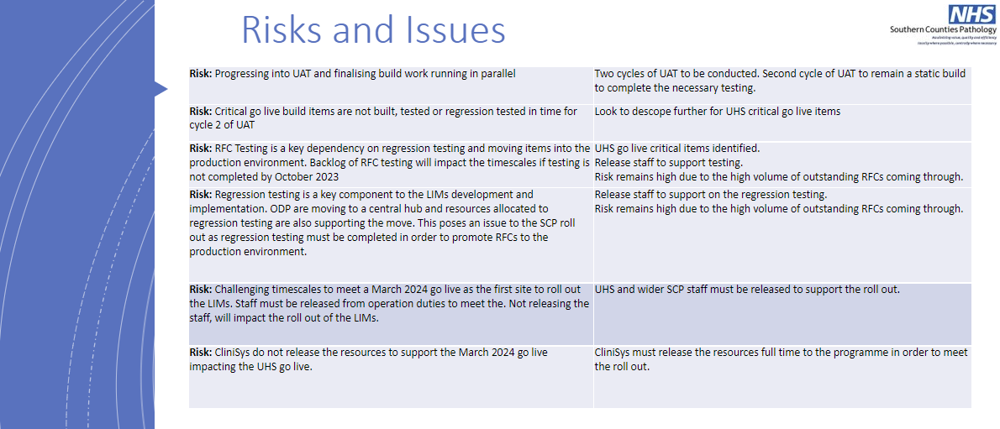 Risks and Issues
NHS
Southern Counties Pathology
Maximising value, quality and efficiency
locally where possible, centrally where necessary
Risk: Progressing into UAT and finalising build work running in parallel
Two cycles of UAT to be conducted. Second cycle of UAT to remain a static build
to complete the necessary testing.
Risk: Critical go live build items are not built, tested or regression tested in time for
cycle 2 of UAT
Look to descope further for UHS critical go live items
Risk: RFC Testing is a key dependency on regression testing and moving items into the
production environment. Backlog of RFC testing will impact the timescales if testing is
not completed by October 2023
UHS go live critical items identified.
Release staff to support testing.
Risk remains high due to the high volume of outstanding RFCs coming through.
Risk: Regression testing is a key component to the LIMs development and
implementation. ODP are moving to a central hub and resources allocated to
regression testing are also supporting the move. This poses an issue to the SCP roll
out as regression testing must be completed in order to promote RFCs to the
production environment.
Release staff to support on the regression testing.
Risk remains high due to the high volume of outstanding RFCs coming through.
Risk: Challenging timescales to meet a March 2024 go live as the first site to roll out
the LIMs. Staff must be released from operation duties to meet the. Not releasing the
staff, will impact the roll out of the LIMs.
UHS and wider SCP staff must be released to support the roll out.
Risk: CliniSys do not release the resources to support the March 2024 go live
impacting the UHS go live.
CliniSys must release the resources full time to the programme in order to meet
the roll out.